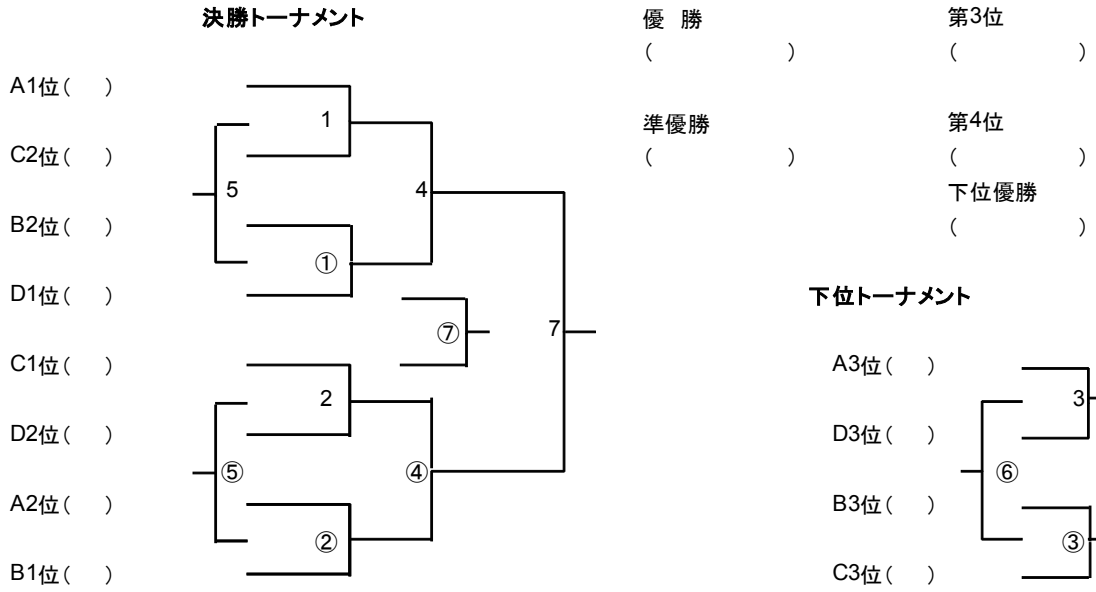 決勝トーナメント
優　勝
(　　　　　　)
第3位
(　　　　　　)
準優勝
(　　　　　　)
第4位
(　　　　　　)
下位優勝
(　　　　　　)
A1位(　　)
1
C2位(　　)
5
4
B2位(　　)
①
D1位(　　)
⑦
7
C1位(　　)
2
D2位(　　)
⑤
④
A2位(　　)
②
B1位(　　)
下位トーナメント
A3位(　　)
3
D3位(　　)
⑥
B3位(　　)
③
C3位(　　)